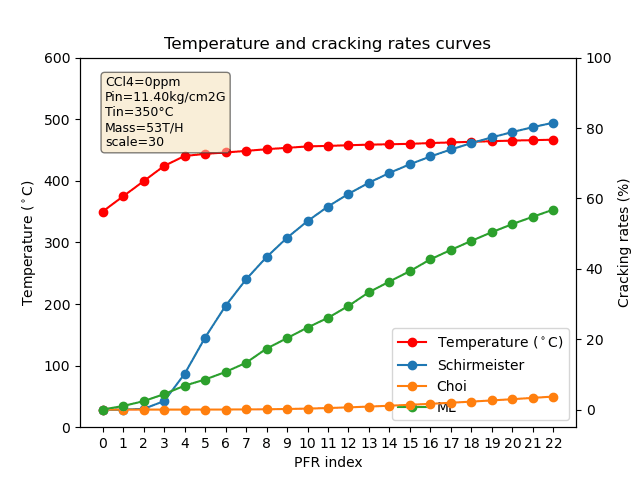 Temperature and cracking rates curves
CCl4=0ppm
Pin=11.40kg/cm2G
Tin=350°C
Mass=53T/H
scale=30
Temperature (°C)
600
500
400
300
200
100
0
Cracking rates (%)
100
80
60
40
20
0
Temperature (°C)
Schirmeister
Choi
ML
0 1 2 3 4 5 6 7 8 9 10 11 12 13 14 15 16 17 18 19 20 21 22
PFR index